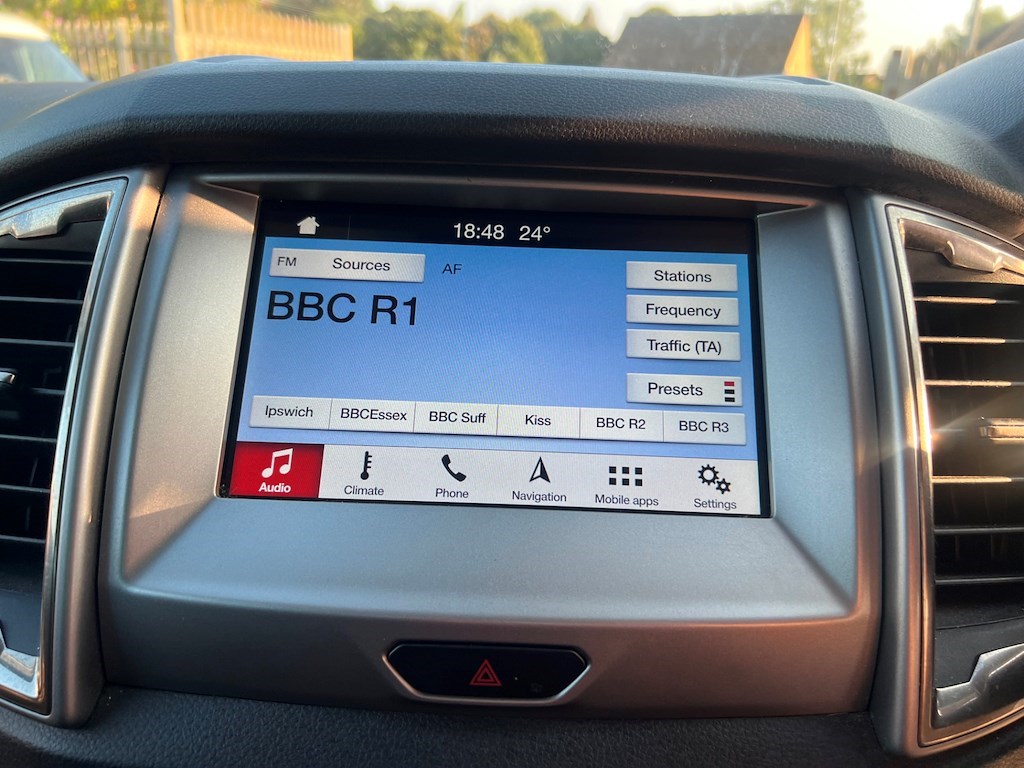 18:48 24°
FM Sources AF
BBC R1
Stations
Frequency
Traffic (TA)
Presets
Ipswich BBCEssex BBC Suff Kiss BBC R2 BBC R3
Audio Climate Phone Navigation Mobile apps Settings